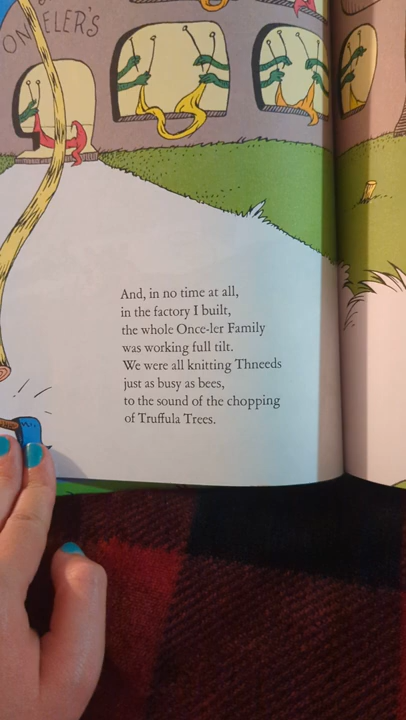 ONCELER'S
And, in no time at all,
in the factory I built,
the whole Once-ler Family
was working full tilt.
We were all knitting Thneeds
just as busy as bees,
to the sound of the chopping
of Truffula Trees.